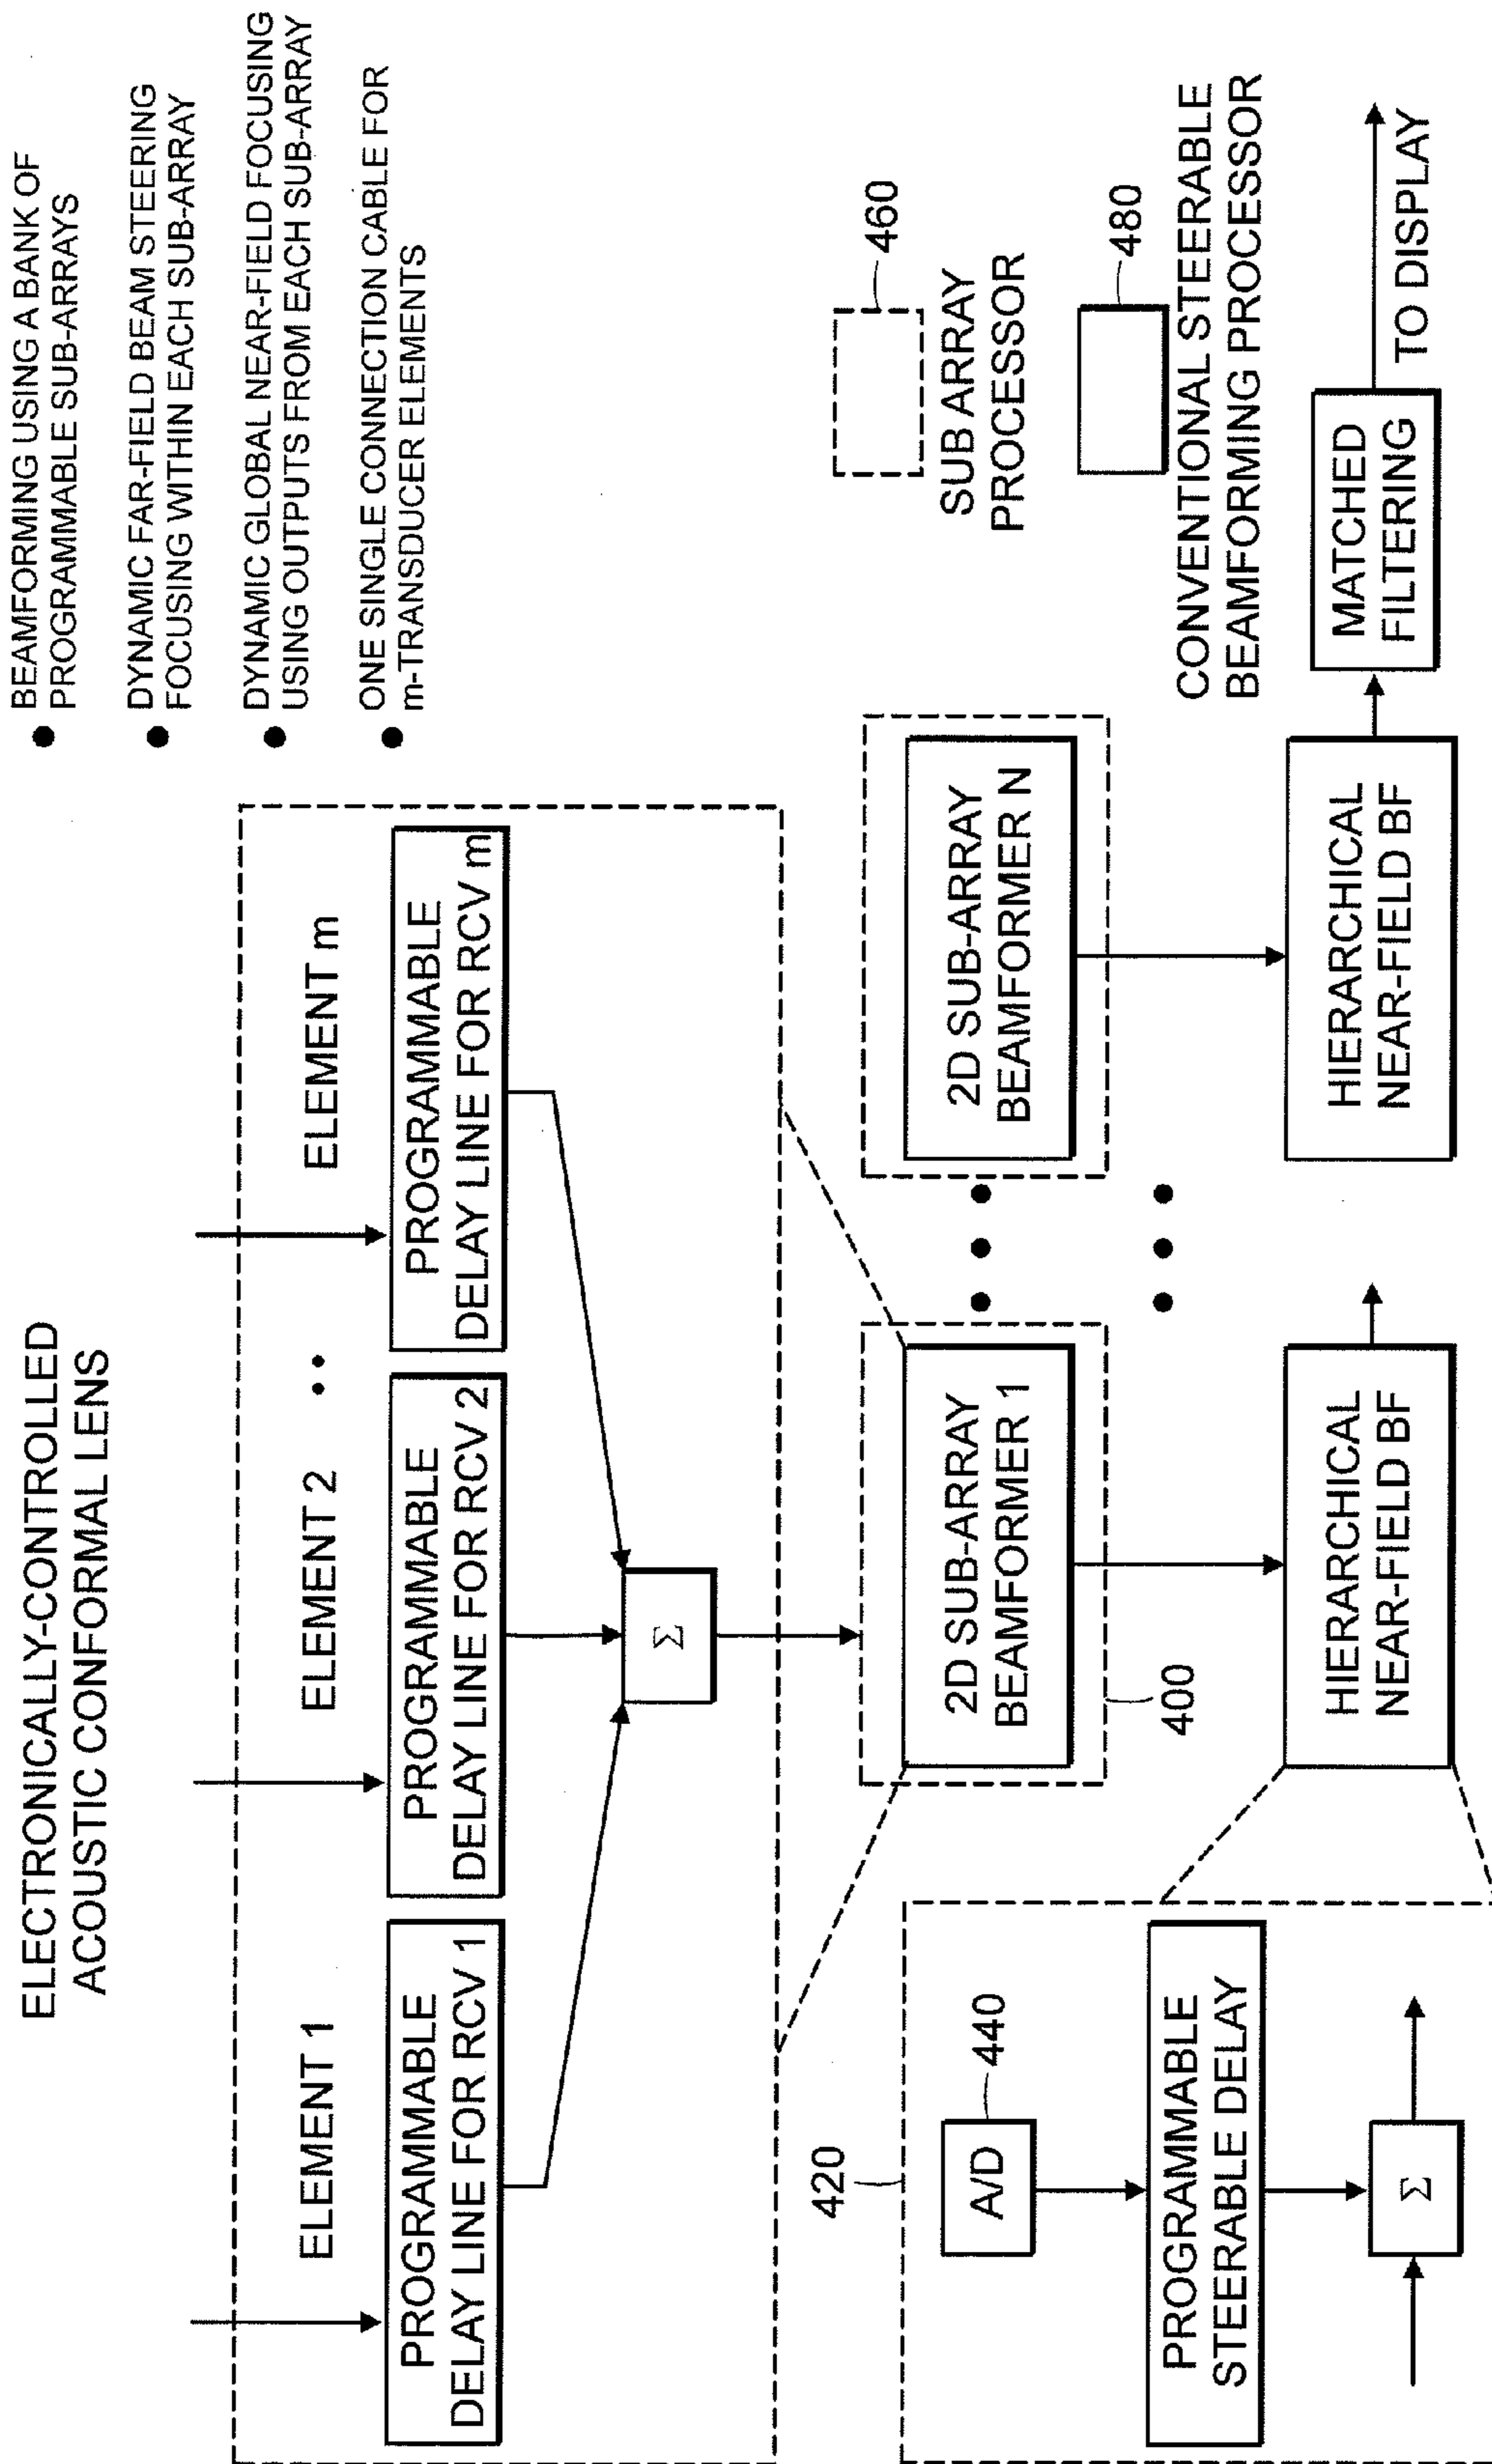 ELECTRONICALLY-CONTROLLED
ACOUSTIC CONFORMAL LENS
● BEAMFORMING USING A BANK OF
PROGRAMMABLE SUB-ARRAYS
● DYNAMIC FAR-FIELD BEAM STEERING
FOCUSING WITHIN EACH SUB-ARRAY
● DYNAMIC GLOBAL NEAR-FIELD FOCUSING
USING OUTPUTS FROM EACH SUB-ARRAY
● ONE SINGLE CONNECTION CABLE FOR
m-TRANSDUCER ELEMENTS
ELEMENT 1
ELEMENT 2
ELEMENT m
PROGRAMMABLE
DELAY LINE FOR RCV 1
PROGRAMMABLE
DELAY LINE FOR RCV 2
PROGRAMMABLE
DELAY LINE FOR RCV m
Σ
2D SUB-ARRAY
BEAMFORMER 1
400
2D SUB-ARRAY
BEAMFORMER N
460
SUB ARRAY
PROCESSOR
480
CONVENTIONAL STEERABLE
BEAMFORMING PROCESSOR
420
A/D
440
PROGRAMMABLE
STEERABLE DELAY
Σ
HIERARCHICAL
NEAR-FIELD BF
HIERARCHICAL
NEAR-FIELD BF
MATCHED
FILTERING
TO DISPLAY